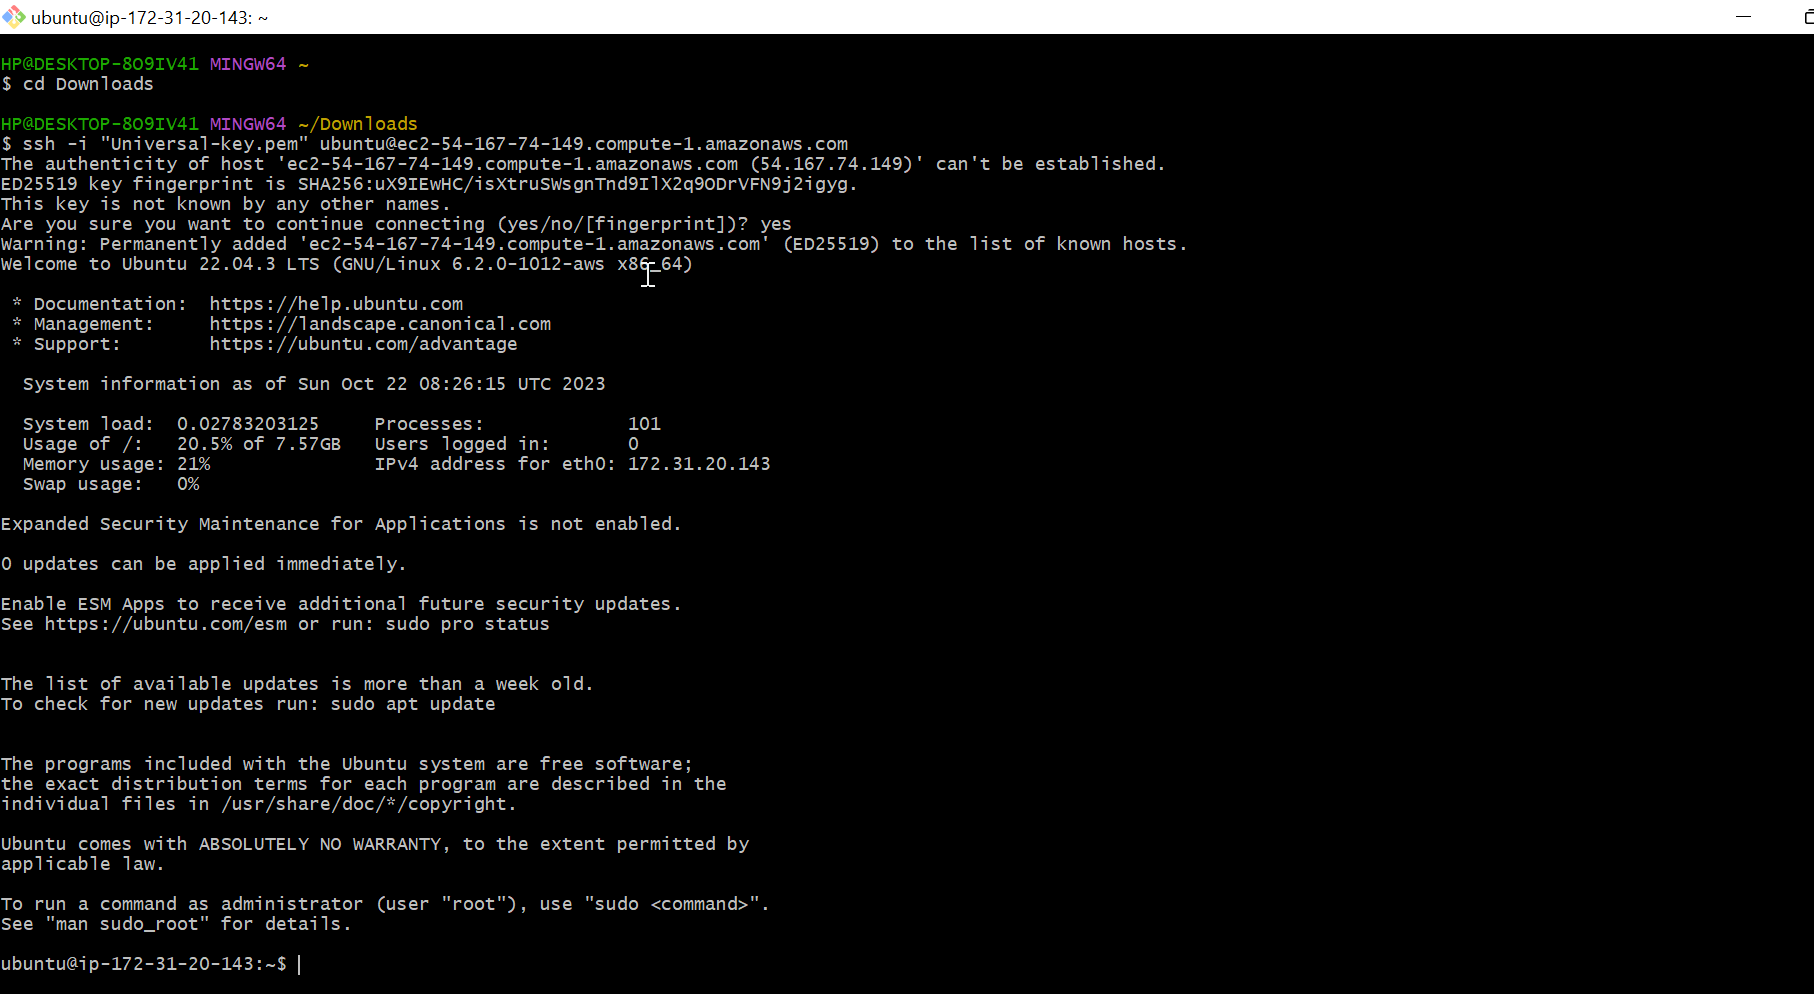 ubuntu@ip-172-31-20-143: ~
HP@DESKTOP-8O9IV41 MINGW64 ~
$ cd Downloads
HP@DESKTOP-8O9IV41 MINGW64 ~/Downloads
$ ssh -i "Universal-key.pem" ubuntu@ec2-54-167-74-149.compute-1.amazonaws.com
The authenticity of host 'ec2-54-167-74-149.compute-1.amazonaws.com (54.167.74.149)' can't be established.
ED25519 key fingerprint is SHA256:uX9IEwHC/isXtruSWsgnTnd9IlX2q9ODrVFN9j2igyg.
This key is not known by any other names.
Are you sure you want to continue connecting (yes/no/[fingerprint])? yes
Warning: Permanently added 'ec2-54-167-74-149.compute-1.amazonaws.com' (ED25519) to the list of known hosts.
Welcome to Ubuntu 22.04.3 LTS (GNU/Linux 6.2.0-1012-aws x86_64)
* Documentation:  https://help.ubuntu.com
* Management:     https://landscape.canonical.com
* Support:        https://ubuntu.com/advantage
System information as of Sun Oct 22 08:26:15 UTC 2023
System load:  0.02783203125     Processes:             101
Usage of /:   20.5% of 7.57GB   Users logged in:       0
Memory usage: 21%               IPv4 address for eth0: 172.31.20.143
Swap usage:   0%
Expanded Security Maintenance for Applications is not enabled.
0 updates can be applied immediately.
Enable ESM Apps to receive additional future security updates.
See https://ubuntu.com/esm or run: sudo pro status
The list of available updates is more than a week old.
To check for new updates run: sudo apt update
The programs included with the Ubuntu system are free software;
the exact distribution terms for each program are described in the
individual files in /usr/share/doc/*/copyright.
Ubuntu comes with ABSOLUTELY NO WARRANTY, to the extent permitted by
applicable law.
To run a command as administrator (user "root"), use "sudo <command>".
See "man sudo_root" for details.
ubuntu@ip-172-31-20-143:~$